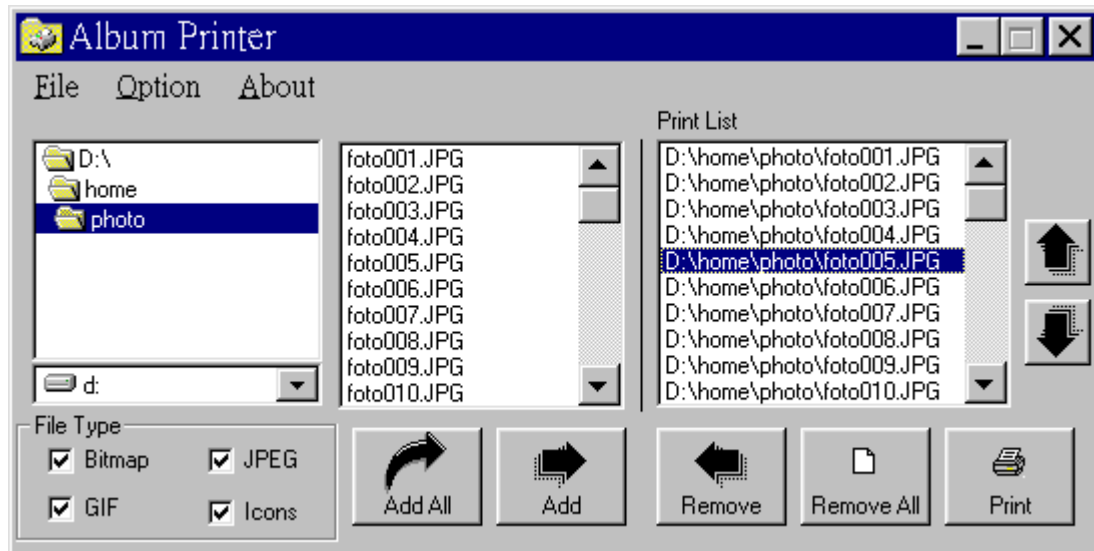 Album Printer
File Option About
Print List
D:\
home
photo
d:
foto001.JPG
foto002.JPG
foto003.JPG
foto004.JPG
foto005.JPG
foto006.JPG
foto007.JPG
foto008.JPG
foto009.JPG
foto010.JPG
D:\home\photo\foto001.JPG
D:\home\photo\foto002.JPG
D:\home\photo\foto003.JPG
D:\home\photo\foto004.JPG
D:\home\photo\foto005.JPG
D:\home\photo\foto006.JPG
D:\home\photo\foto007.JPG
D:\home\photo\foto008.JPG
D:\home\photo\foto009.JPG
D:\home\photo\foto010.JPG
File Type
Bitmap JPEG
GIF Icons
Add All
Add
Remove
Remove All
Print